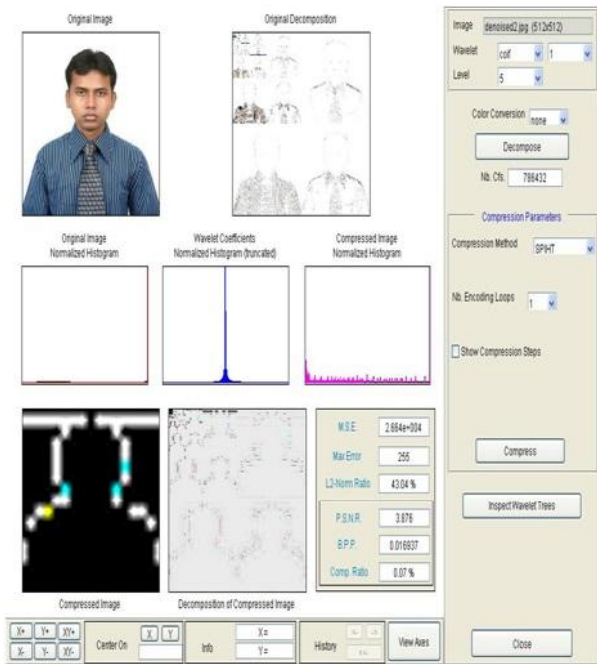 Original Image
Original Decomposition
Image denoised2.jpg (512x512)
Wavelet coif 1
Level 5
Color Conversion none
Decompose
Nb. Cfs. 786432
Original Image
Normalized Histogram
Wavelet Coefficients
Normalized Histogram (truncated)
Compressed Image
Normalized Histogram
Compression Parameters
Compression Method SPIHT
Nb. Encoding Loops 1
Show Compression Steps
Compress
M.S.E. 2.664e+004
Max Error 255
L2-Norm Ratio 43.04 %
P.S.N.R. 3.876
B.P.P. 0.016937
Comp. Ratio 0.07 %
Inspect Wavelet Trees
Compressed Image
Decomposition of Compressed Image
X+ Y+ XY+
X- Y- XY-
Center On X Y
Info X =
Y =
History
View Axes
Close